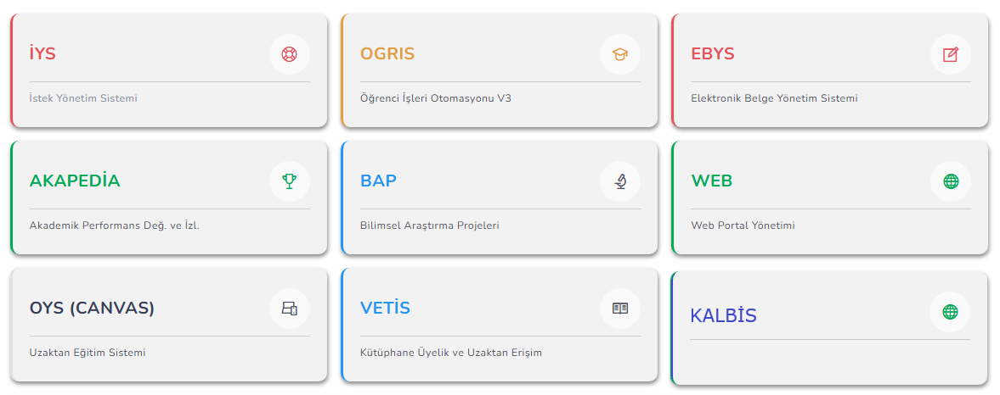 İYS
İstek Yönetim Sistemi
OGRIS
Öğrenci İşleri Otomasyonu V3
EBYS
Elektronik Belge Yönetim Sistemi
AKAPEDİA
Akademik Performans Değ. ve İzl.
BAP
Bilimsel Araştırma Projeleri
WEB
Web Portal Yönetimi
OYS (CANVAS)
Uzaktan Eğitim Sistemi
VETİS
Kütüphane Üyelik ve Uzaktan Erişim
KALBİS